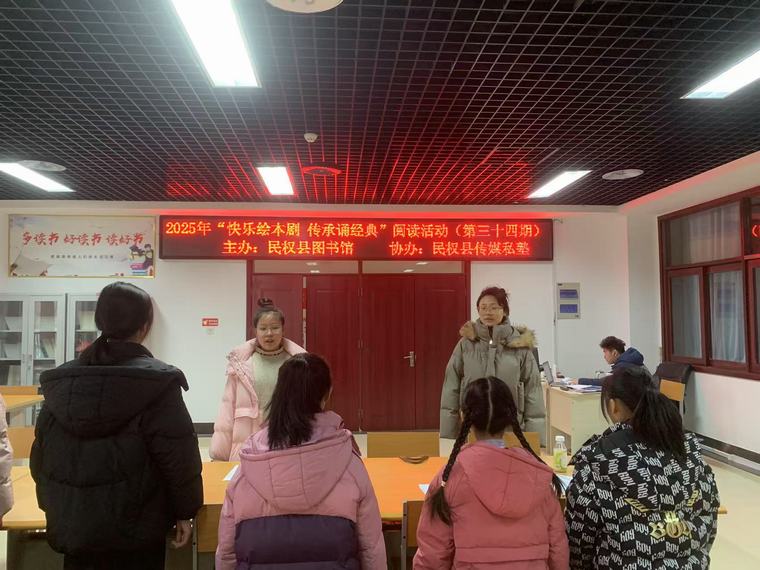 2025年“快乐绘本剧 传承诵经典”阅读活动（第三十四期）
主办：民权县图书馆 协办：民权县传媒私塾
多读书 好读书 读好书
BOY